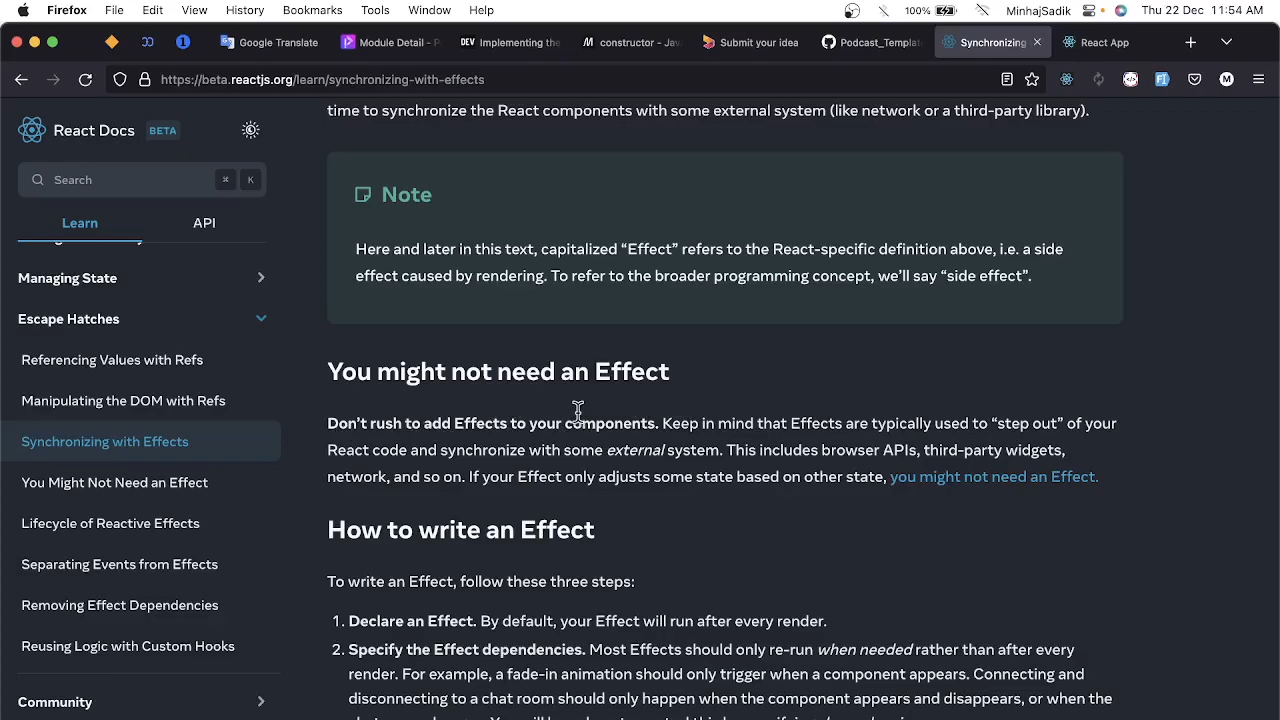 Firefox File Edit View History Bookmarks Tools Window Help 100% MinhajSadik Thu 22 Dec 11:54 AM
Google Translate Module Detail - P DEV Implementing the constructor - Jav Submit your idea Podcast_Templat Synchronizing React App
https://beta.reactjs.org/learn/synchronizing-with-effects M
React Docs BETA
Search ⌘ K
Learn API
Managing State
Escape Hatches
Referencing Values with Refs
Manipulating the DOM with Refs
Synchronizing with Effects
You Might Not Need an Effect
Lifecycle of Reactive Effects
Separating Events from Effects
Removing Effect Dependencies
Reusing Logic with Custom Hooks
Community
time to synchronize the React components with some external system (like network or a third-party library).
Note
Here and later in this text, capitalized “Effect” refers to the React-specific definition above, i.e. a side
effect caused by rendering. To refer to the broader programming concept, we’ll say “side effect”.
You might not need an Effect
Don’t rush to add Effects to your components. Keep in mind that Effects are typically used to “step out” of your
React code and synchronize with some external system. This includes browser APIs, third-party widgets,
network, and so on. If your Effect only adjusts some state based on other state, you might not need an Effect.
How to write an Effect
To write an Effect, follow these three steps:
1. Declare an Effect. By default, your Effect will run after every render.
2. Specify the Effect dependencies. Most Effects should only re-run when needed rather than after every
render. For example, a fade-in animation should only trigger when a component appears. Connecting and
disconnecting to a chat room should only happen when the component appears and disappears, or when the